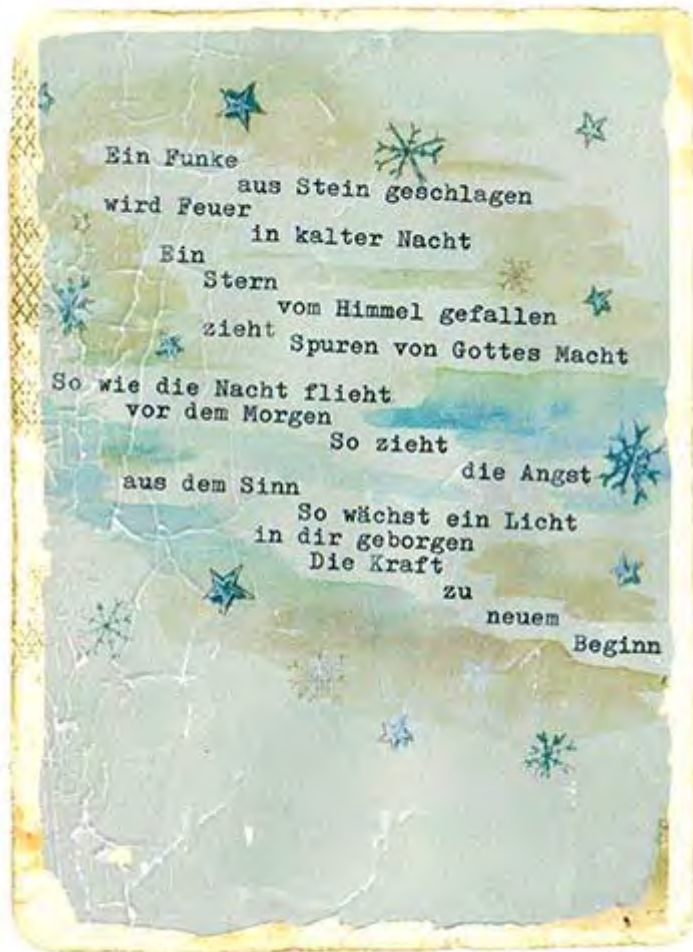 Ein Funke
aus Stein geschlagen
wird Feuer
in kalter Nacht
Ein
Stern
vom Himmel gefallen
zieht
Spuren von Gottes Macht
So wie die Nacht flieht
vor dem Morgen
So zieht
die Angst
aus dem Sinn
So wächst ein Licht
in dir geborgen
Die Kraft
zu
neuem
Beginn